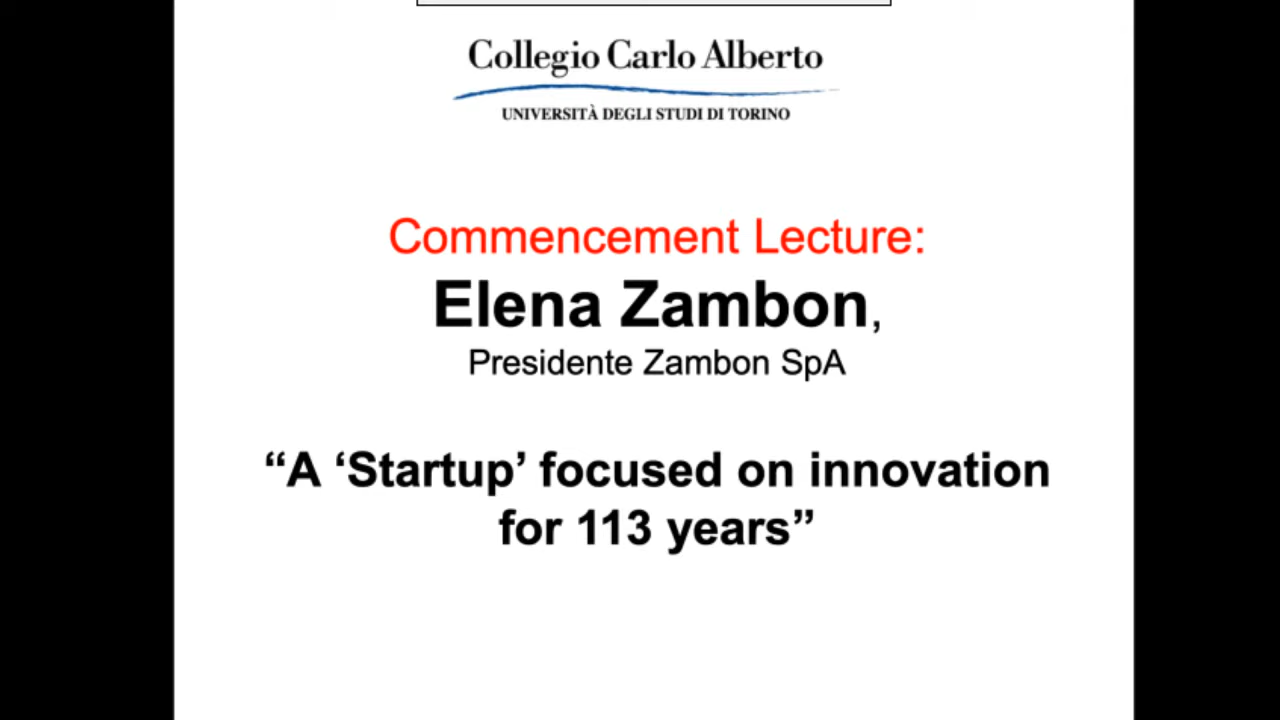 Collegio Carlo Alberto
UNIVERSITÀ DEGLI STUDI DI TORINO
Commencement Lecture:
Elena Zambon,
Presidente Zambon SpA
“A ‘Startup’ focused on innovation
for 113 years”